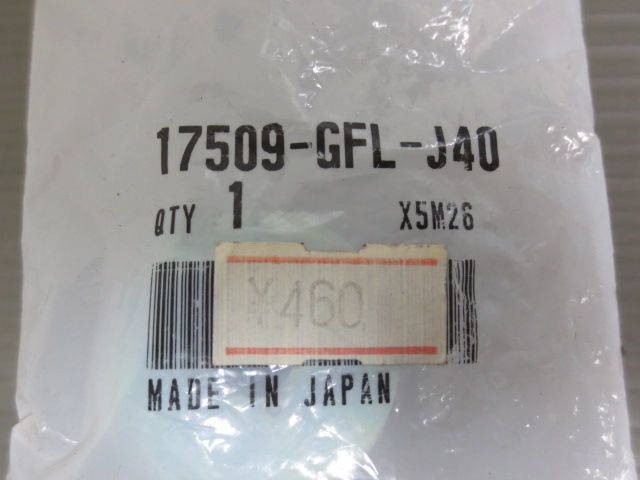 17509-GFL-J40
QTY 1 X5M26
¥460
MADE IN JAPAN